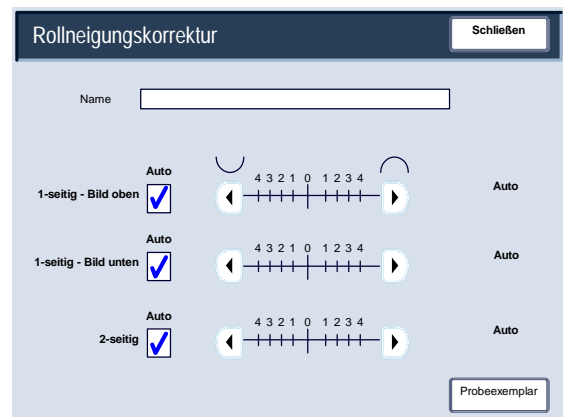 Rollneigungskorrektur
Schließen
Name
Auto
4 3 2 1 0 1 2 3 4
1-seitig - Bild oben
Auto
Auto
4 3 2 1 0 1 2 3 4
1-seitig - Bild unten
Auto
Auto
4 3 2 1 0 1 2 3 4
2-seitig
Auto
Probeexemplar